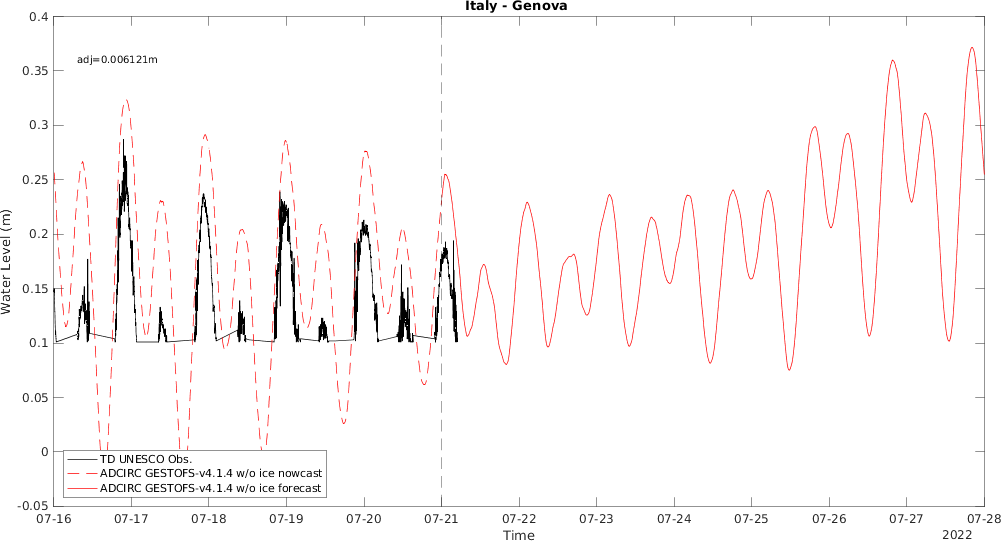 Italy - Genova
adj=0.006121m
Water Level (m)
0.4
0.35
0.3
0.25
0.2
0.15
0.1
0.05
0
-0.05
TD UNESCO Obs.
ADCIRC GESTOFS-v4.1.4 w/o ice nowcast
ADCIRC GESTOFS-v4.1.4 w/o ice forecast
07-16 07-17 07-18 07-19 07-20 07-21 07-22 07-23 07-24 07-25 07-26 07-27 07-28
Time
2022